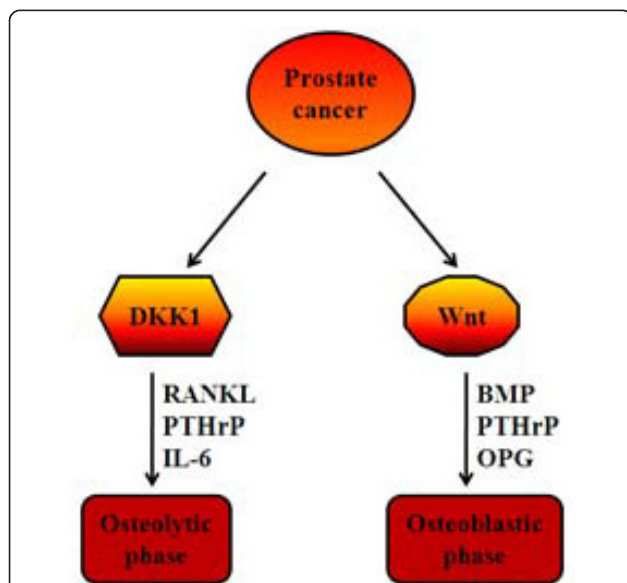 Prostate
cancer
DKK1
Wnt
RANKL
PTHrP
IL-6
BMP
PTHrP
OPG
Osteolytic
phase
Osteoblastic
phase